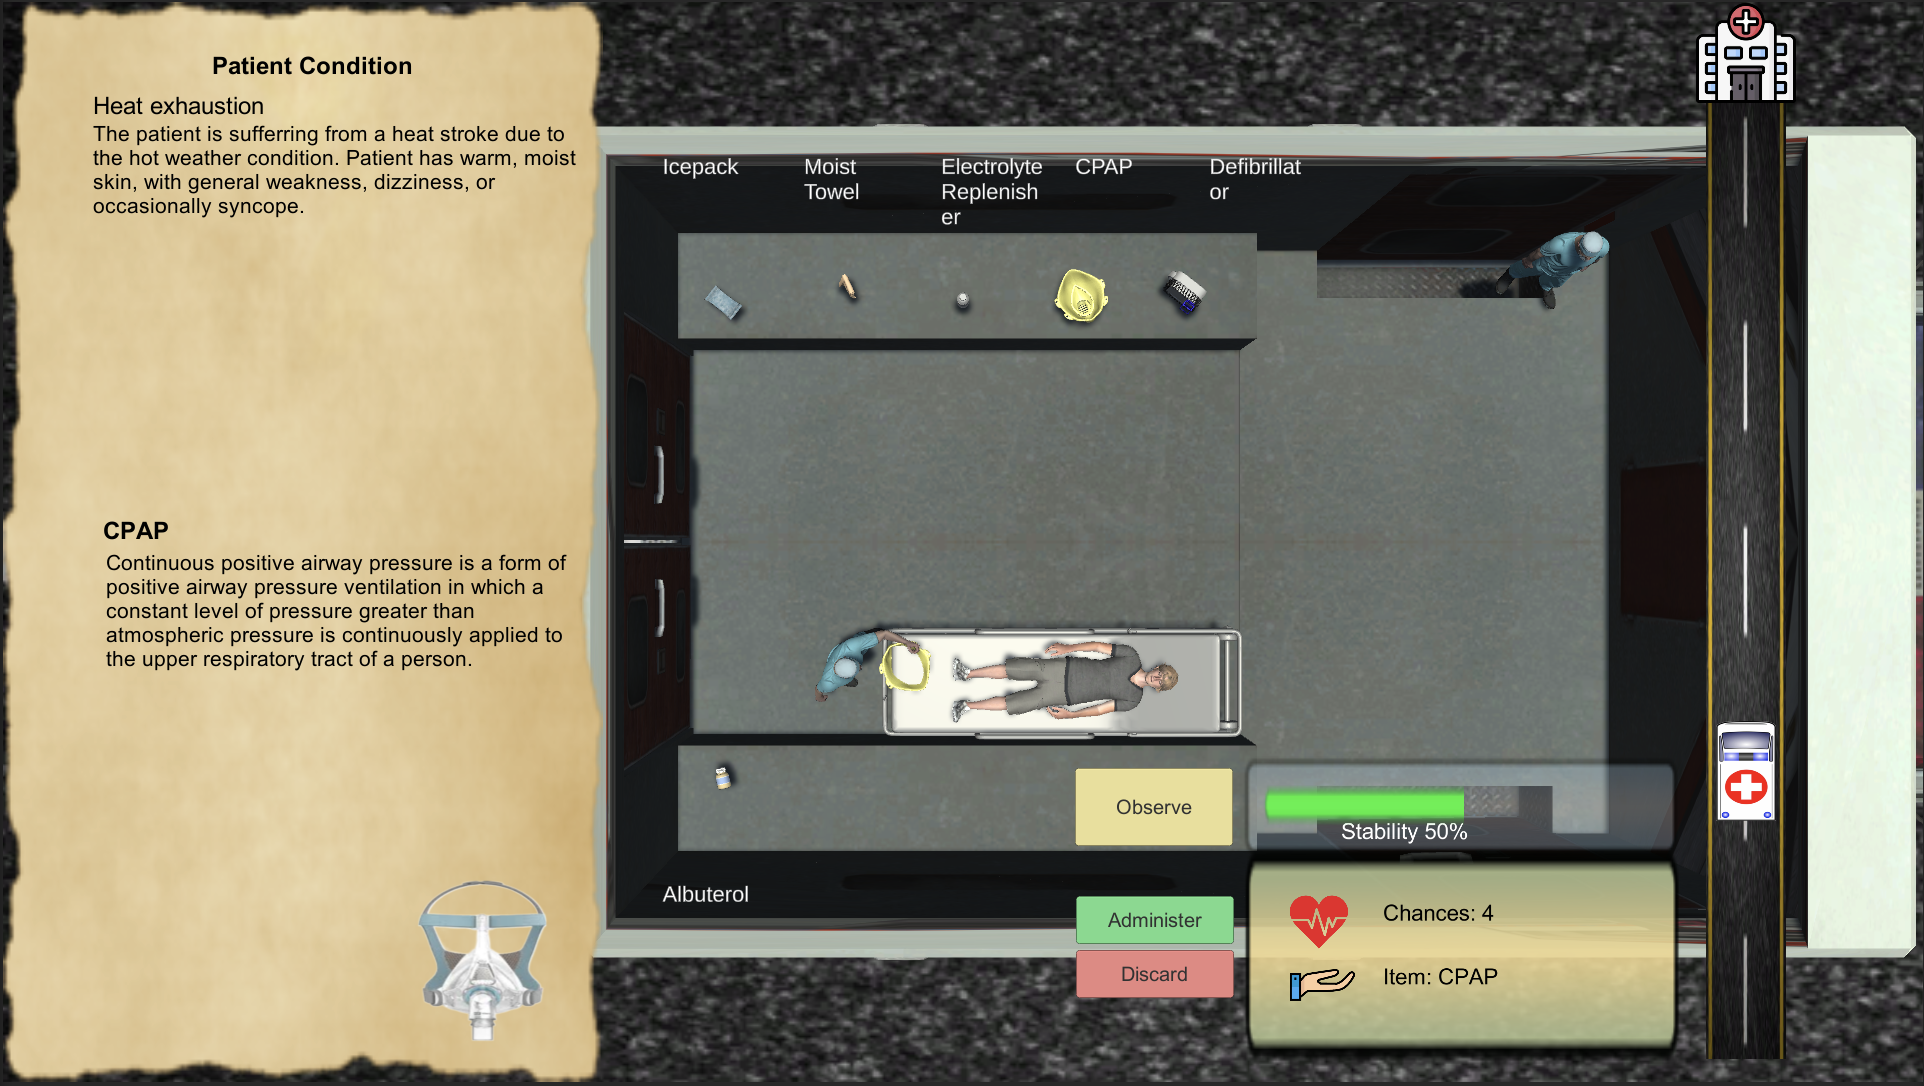 Patient Condition
Heat exhaustion
The patient is sufferring from a heat stroke due to
the hot weather condition. Patient has warm, moist
skin, with general weakness, dizziness, or
occasionally syncope.
CPAP
Continuous positive airway pressure is a form of
positive airway pressure ventilation in which a
constant level of pressure greater than
atmospheric pressure is continuously applied to
the upper respiratory tract of a person.
Icepack
Moist
Towel
Electrolyte
Replenish
er
CPAP
Defibrillat
or
Albuterol
Observe
Administer
Discard
Stability 50%
Chances: 4
Item: CPAP